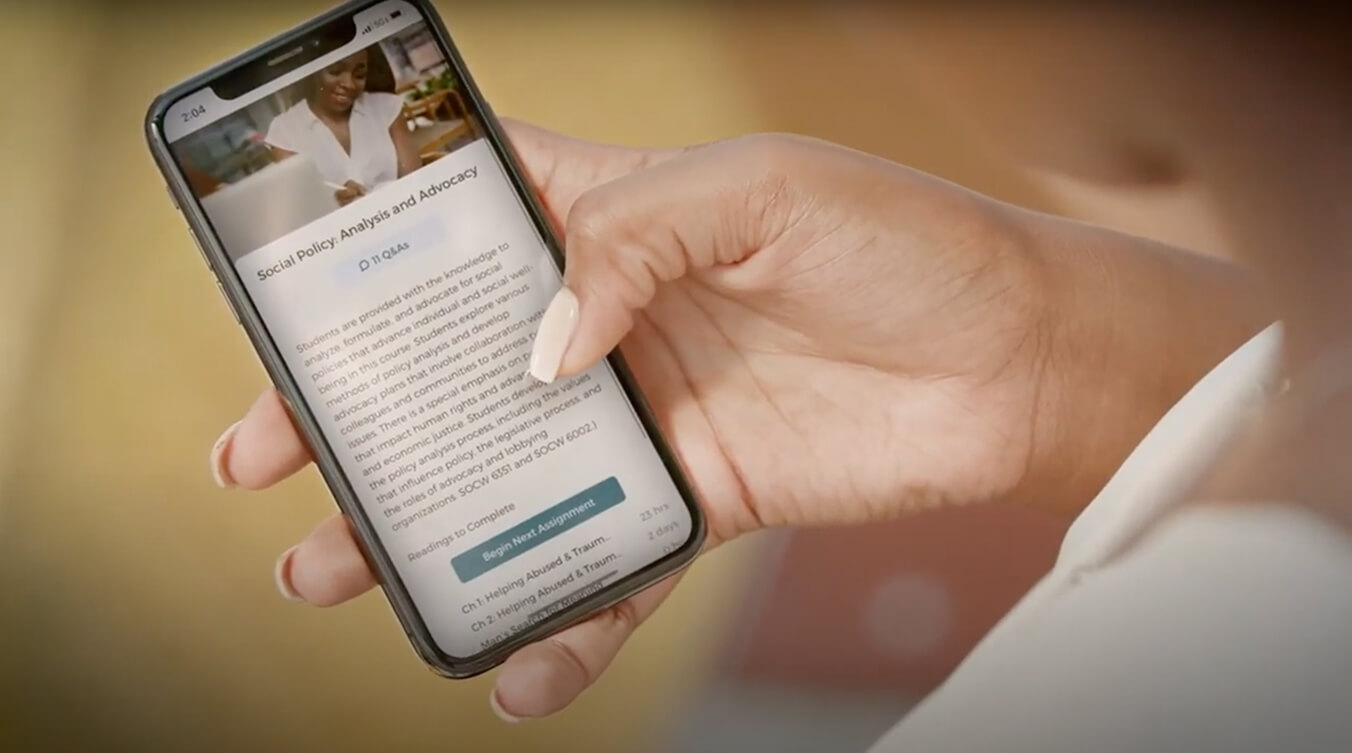 2:04
5G
Social Policy: Analysis and Advocacy
11 Q&As
Students are provided with the knowledge to
analyze, formulate, and advocate for social
policies that advance individual and social well-
being in this course. Students explore various
methods of policy analysis and develop
advocacy plans that involve collaboration with
colleagues and communities to address
issues. There is a special emphasis on
that impact human rights and
and economic justice. Students develop
the policy analysis process, including the values
that influence policy, the legislative process, and
the roles of advocacy and lobbying
organizations. SOCW 6351 and SOCW 6002.)
Readings to Complete
Begin Next Assignment
Ch 1: Helping Abused & Traum... 23 hrs
Ch 2: Helping Abused & Traum... 2 days
Man's Search for Meaning